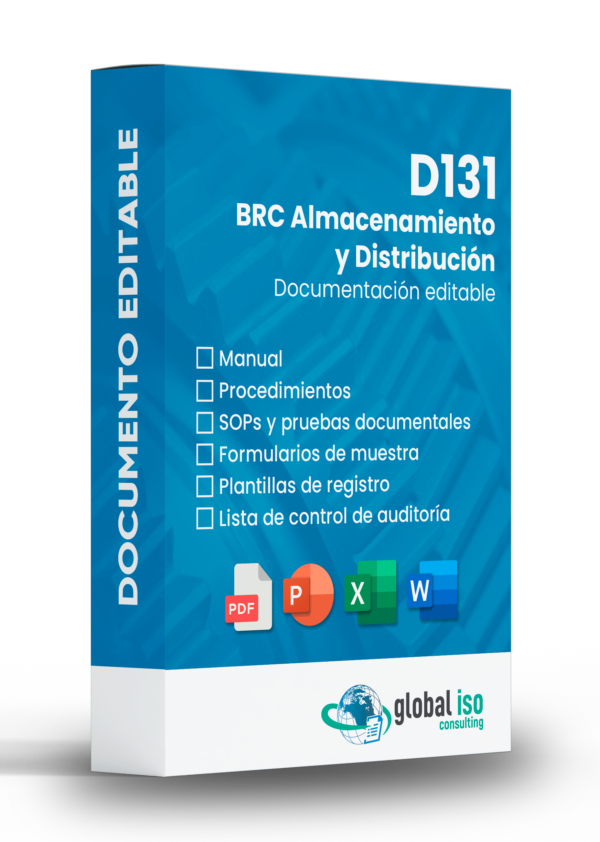 DOCUMENTO EDITABLE
D131
BRC Almacenamiento
y Distribución
Documentación editable
Manual
Procedimientos
SOPs y pruebas documentales
Formularios de muestra
Plantillas de registro
Lista de control de auditoría
PDF
P
X
W
global iso
consulting